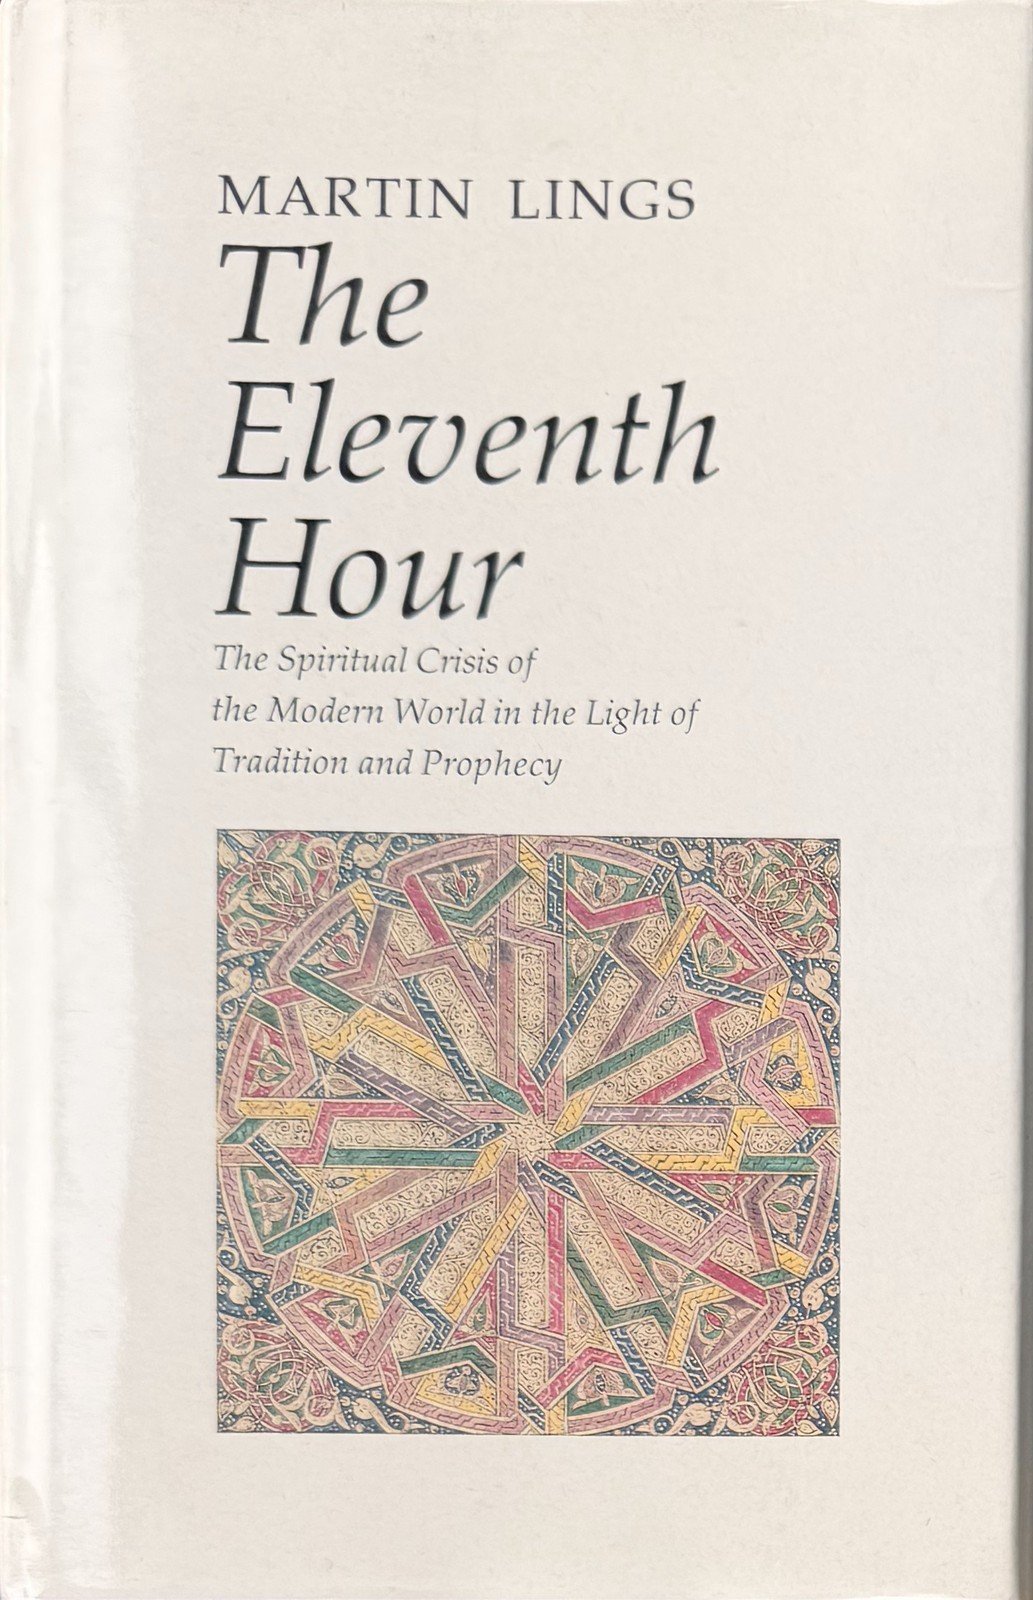 MARTIN LINGS
The
Eleventh
Hour
The Spiritual Crisis of
the Modern World in the Light of
Tradition and Prophecy